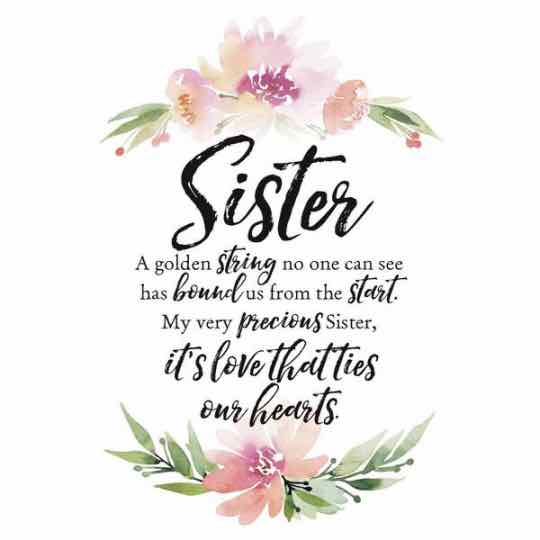 Sister
A golden string no one can see
has bound us from the start.
My very precious Sister,
it's love that ties
our hearts.